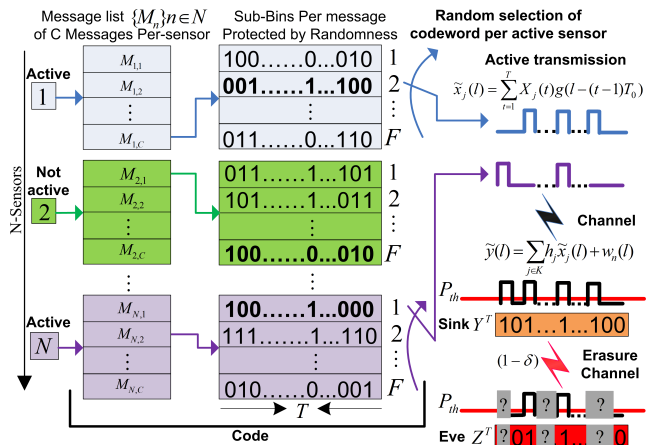 Message list {M_n}n∈N
of C Messages Per-sensor
Sub-Bins Per message
Protected by Randomness
Random selection of
codeword per active sensor
N-Sensors
Active
1
M_{1,1}
M_{1,2}
⋮
M_{1,C}
100......0...010 1
001......1...100 2
⋮ ⋮
011......0...110 F
Active transmission
x̃_j(l)=∑_{t=1}^{T} X_j(t)g(l−(t−1)T_0)
Not
active
2
M_{2,1}
M_{2,2}
⋮
M_{2,C}
011......1...101 1
101......1...011 2
⋮ ⋮
100......0...010 F
⋮ ⋮
Channel
ỹ(l)=∑_{j∈K} h_j x̃_j(l)+w_n(l)
Active
N
M_{N,1}
M_{N,2}
⋮
M_{N,C}
100......1...000 1
111.......1...110 2
⋮ ⋮
010......0...001 F
T
Code
P_{th}
Sink Y^T 101...1...100
(1−δ)
Erasure
Channel
P_{th} ? ? ?
Eve Z^T ? 01 ? 1... ? 0